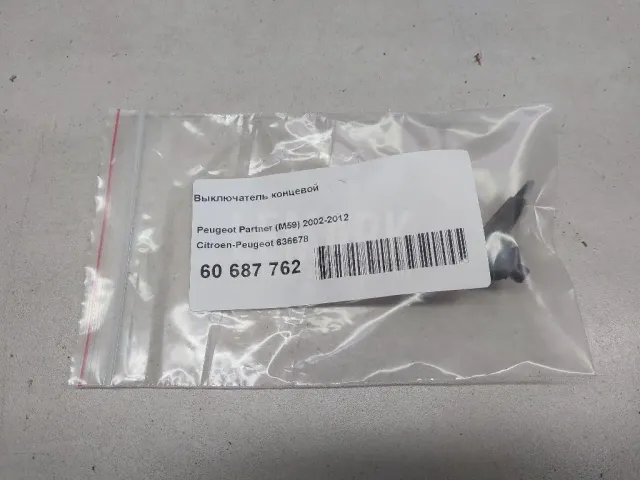 Выключатель концевой
Peugeot Partner (M59) 2002-2012
Citroen-Peugeot 636678
60 687 762